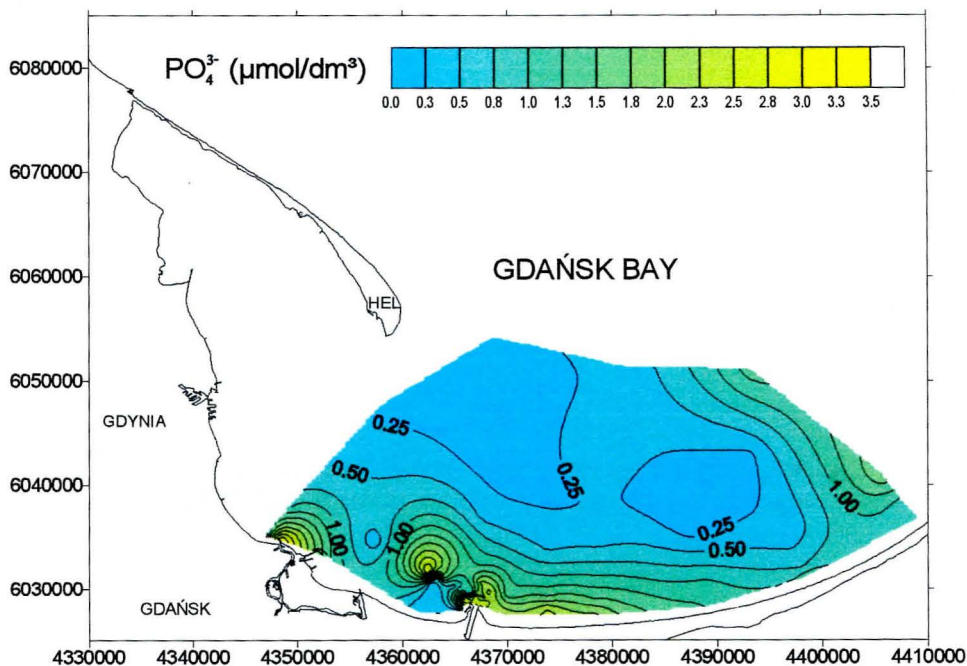 PO₄³⁻ (µmol/dm³)
0.0 0.3 0.5 0.8 1.0 1.3 1.5 1.8 2.0 2.3 2.5 2.8 3.0 3.3 3.5
6080000
6070000
6060000
6050000
6040000
6030000
GDAŃSK BAY
HEL
GDYNIA
0.25
0.50
0.25
1.00
1.00
1.00
0.25
0.50
GDAŃSK
4330000 4340000 4350000 4360000 4370000 4380000 4390000 4400000 4410000